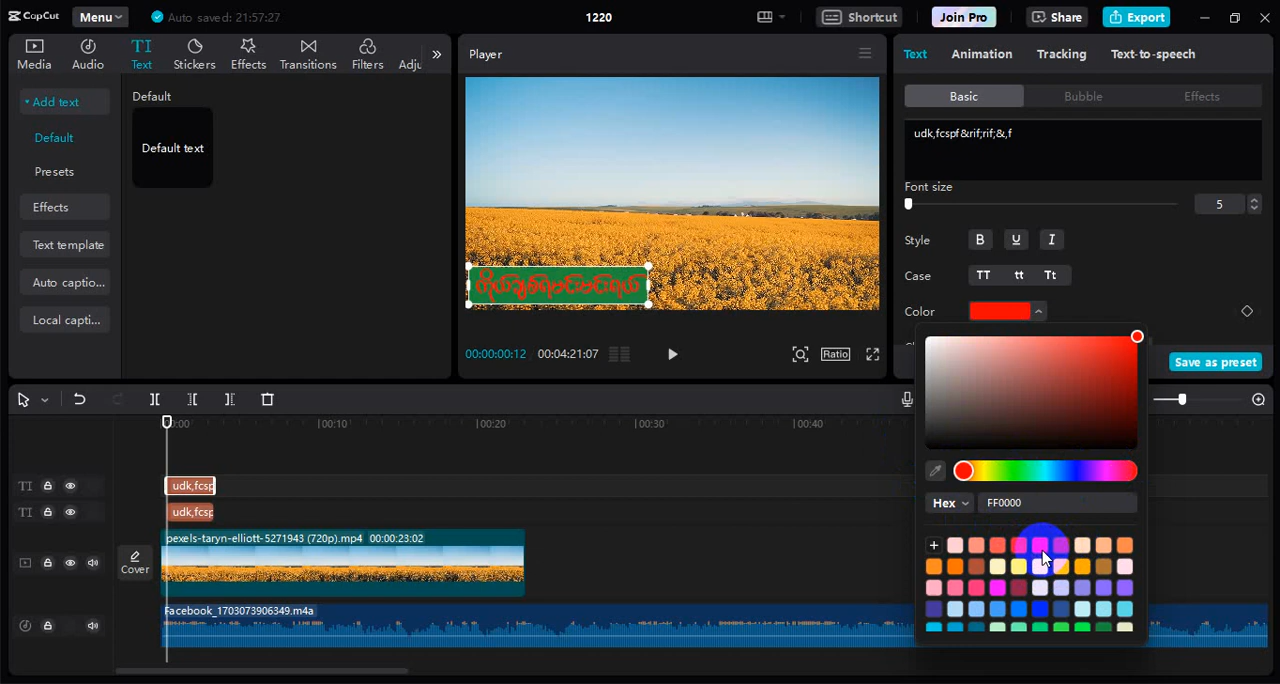 CapCut
Menu
Auto saved: 21:57:27
1220
Shortcut
Join Pro
Share
Export
Media
Audio
Text
Stickers
Effects
Transitions
Filters
Adju
Add text
Default
Presets
Effects
Text template
Auto captio...
Local capti...
Default
Default text
Player
00:00:00:12
00:04:21:07
Ratio
Text
Animation
Tracking
Text-to-speech
Basic
Bubble
Effects
udk,fcspf&rif;rif;&,f
Font size
5
Style
B
U
I
Case
TT
tt
Tt
Color
Save as preset
Hex
FF0000
00:00
00:10
00:20
00:30
00:40
udk,fcsp
udk,fcsp
Cover
pexels-taryn-elliott-5271943 (720p).mp4 00:00:23:02
Facebook_1703073906349.m4a